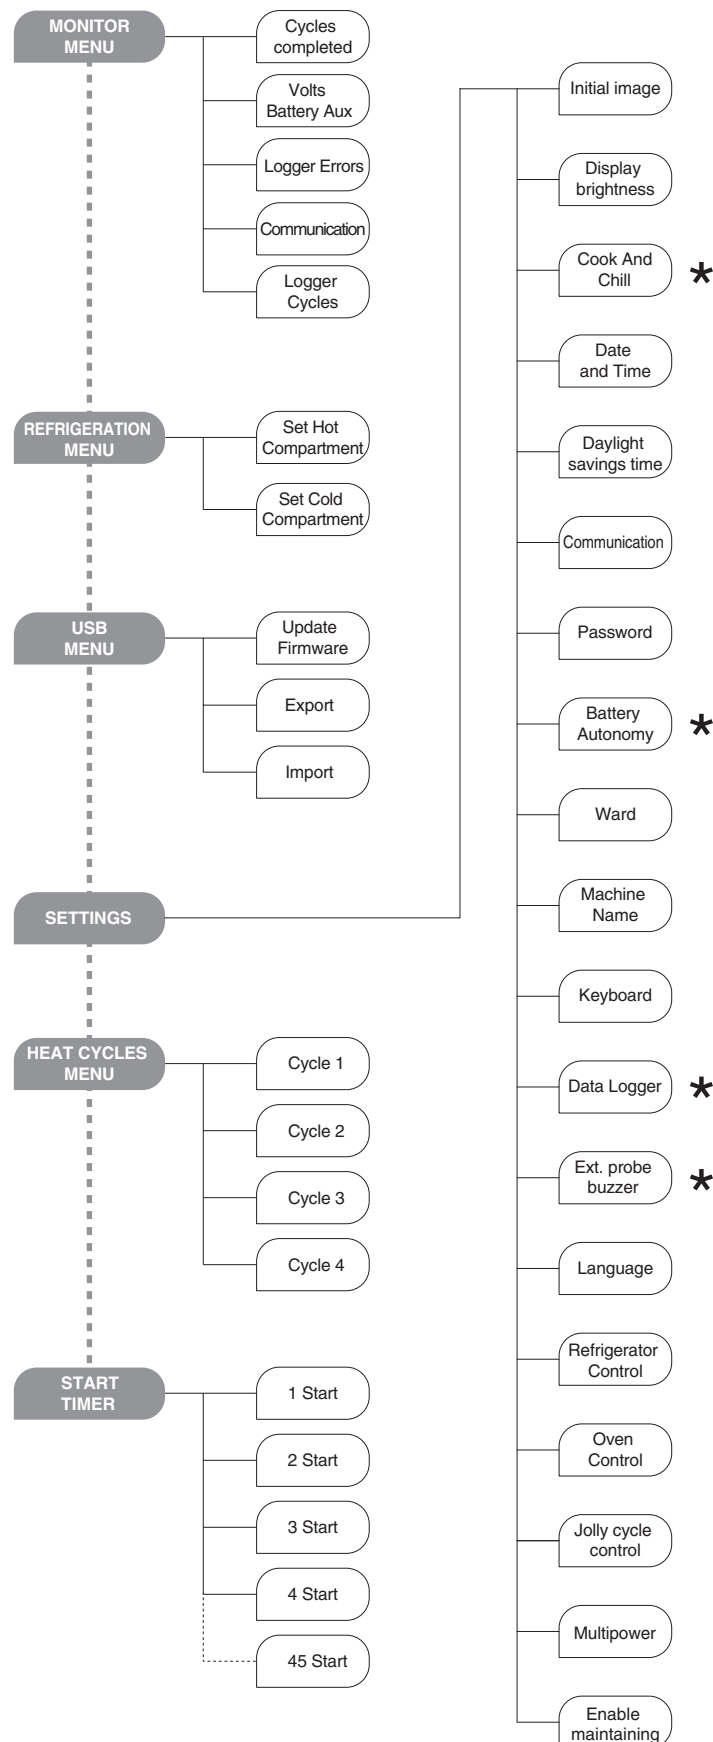 MONITOR
MENU
Cycles
completed
Volts
Battery Aux
Logger Errors
Communication
Logger
Cycles
REFRIGERATION
MENU
Set Hot
Compartment
Set Cold
Compartment
USB
MENU
Update
Firmware
Export
Import
SETTINGS
Initial image
Display
brightness
Cook And
Chill
*
Date
and Time
Daylight
savings time
Communication
Password
Battery
Autonomy
*
Ward
Machine
Name
Keyboard
Data Logger
*
Ext. probe
buzzer
*
Language
Refrigerator
Control
Oven
Control
Jolly cycle
control
Multipower
Enable
maintaining
HEAT CYCLES
MENU
Cycle 1
Cycle 2
Cycle 3
Cycle 4
START
TIMER
1 Start
2 Start
3 Start
4 Start
45 Start